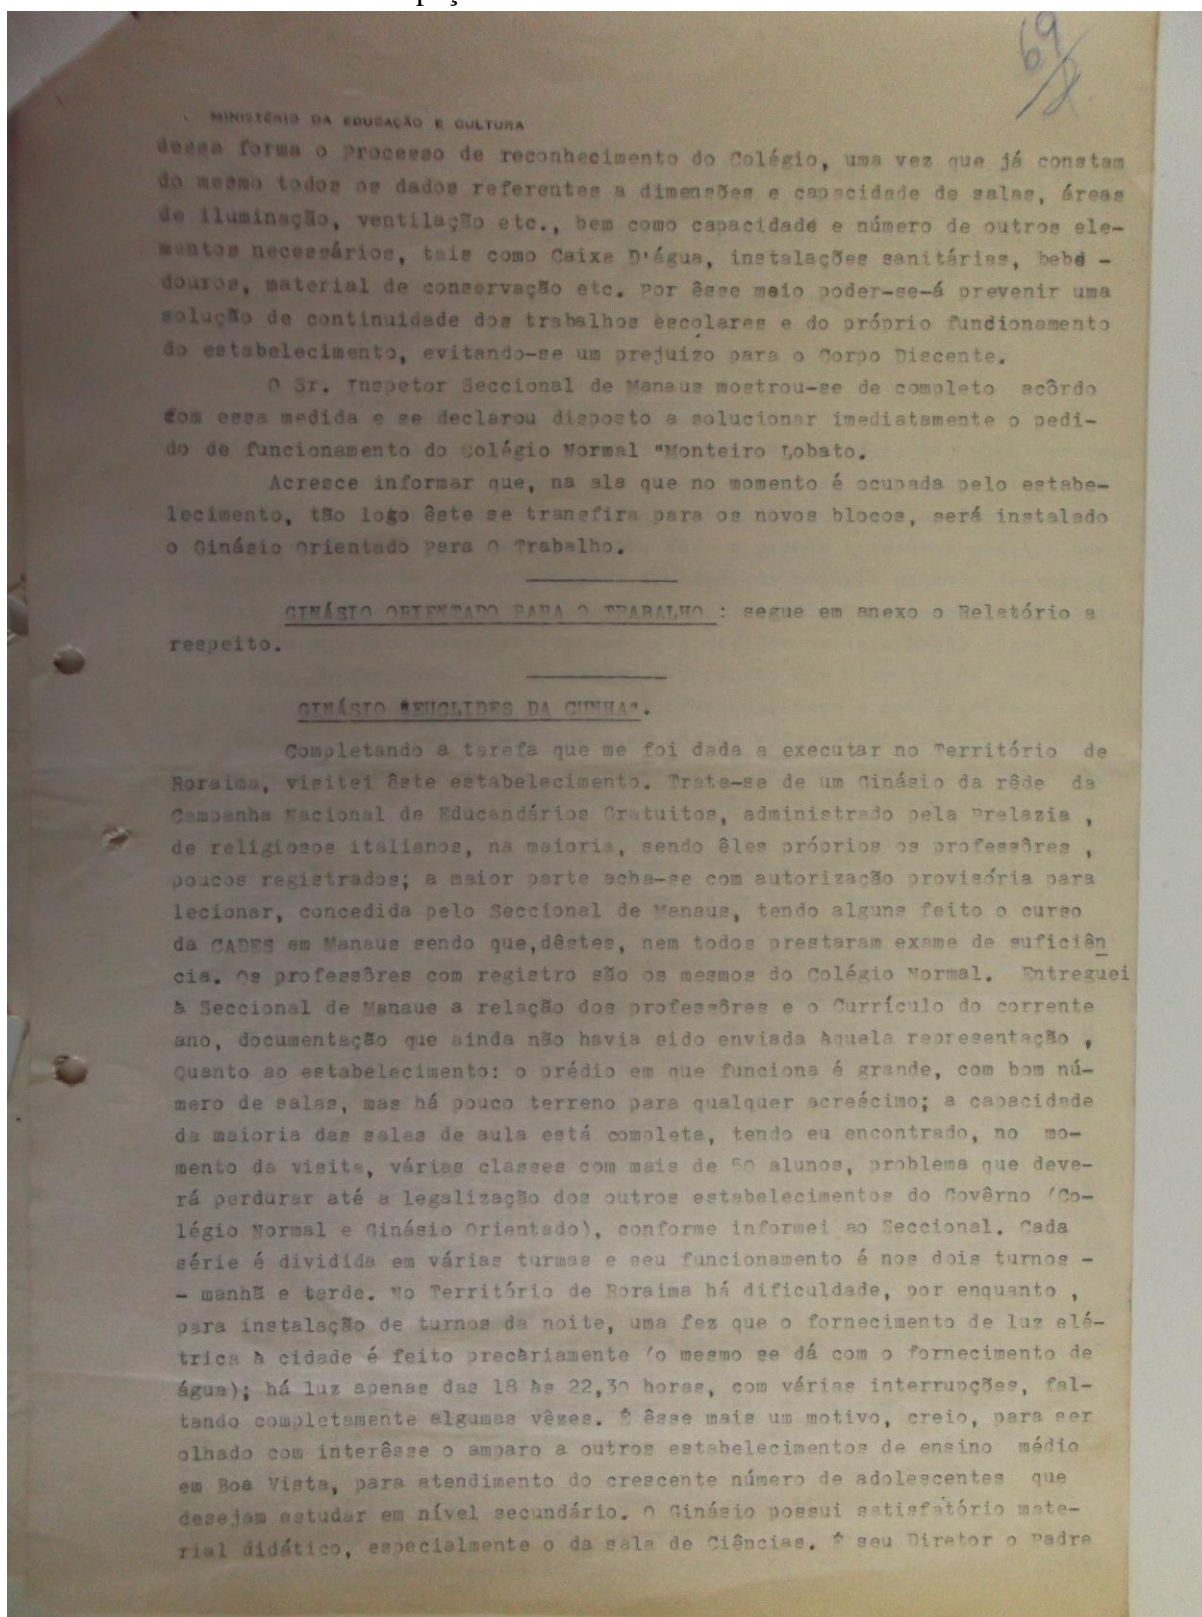 69
MINISTÉRIO DA EDUCAÇÃO E CULTURA
dessa forma o processo de reconhecimento do Colégio, uma vez que já constam
do mesmo todos os dados referentes a dimensões e capacidade de salas, áreas
de iluminação, ventilação etc., bem como capacidade e número de outros ele-
mentos necessários, tais como Caixa D'água, instalações sanitárias, bebe -
douros, material de conservação etc. Por êsse meio poder-se-á prevenir uma
solução de continuidade dos trabalhos escolares e do próprio fundionamento
do estabelecimento, evitando-se um prejuizo para o Corpo Discente.
O Sr. Inspetor Seccional de Manaus mostrou-se de completo acôrdo
com essa medida e se declarou disposto a solucionar imediatamente o pedi-
do de funcionamento do Colégio Normal "Monteiro Lobato.
Acresce informar que, na ala que no momento é ocupada pelo estabe-
lecimento, tão logo êste se transfira para os novos blocos, será instalado
o Ginásio Orientado Para O Trabalho.
GINÁSIO ORIENTADO PARA O TRABALHO : segue em anexo o Relatório a
respeito.
GINÁSIO "EUCLIDES DA CUNHA".
Completando a tarefa que me foi dada a executar no Território de
Roraima, visitei êste estabelecimento. Trata-se de um Ginásio da rêde da
Campanha Nacional de Educandários Gratuitos, administrado pela Prelazia ,
de religiosos italianos, na maioria, sendo êles próprios os professôres ,
poucos registrados; a maior parte acha-se com autorização provisória para
lecionar, concedida pelo Seccional de Manaus, tendo alguns feito o curso
da CADES em Manaus sendo que,dêstes, nem todos prestaram exame de suficiên
cia. Os professôres com registro são os mesmos do Colégio Normal. Entreguei
à Seccional de Manaus a relação dos professôres e o Currículo do corrente
ano, documentação que ainda não havia sido enviada àquela representação ,
Quanto ao estabelecimento: o prédio em que funciona é grande, com bom nú-
mero de salas, mas há pouco terreno para qualquer acréscimo; a capacidade
da maioria das salas de aula está completa, tendo eu encontrado, no mo-
mento da visita, várias classes com mais de 50 alunos, problema que deve-
rá perdurar até a legalização dos outros estabelecimentos do Govêrno (Co-
légio Normal e Ginásio Orientado), conforme informei ao Seccional. Cada
série é dividida em várias turmas e seu funcionamento é nos dois turnos -
- manhã e tarde. No Território de Roraima há dificuldade, por enquanto ,
para instalação de turnos da noite, uma fez que o fornecimento de luz elé-
trica à cidade é feito precàriamente (o mesmo se dá com o fornecimento de
água); há luz apenas das 18 às 22,30 horas, com várias interrupções, fal-
tando completamente algumas vêzes. É êsse mais um motivo, creio, para ser
olhado com interêsse o amparo a outros estabelecimentos de ensino médio
em Boa Vista, para atendimento do crescente número de adolescentes que
desejam estudar em nível secundário. O Ginásio possui satisfatório mate-
rial didático, especialmente o da sala de Ciências. É seu Diretor o Padre